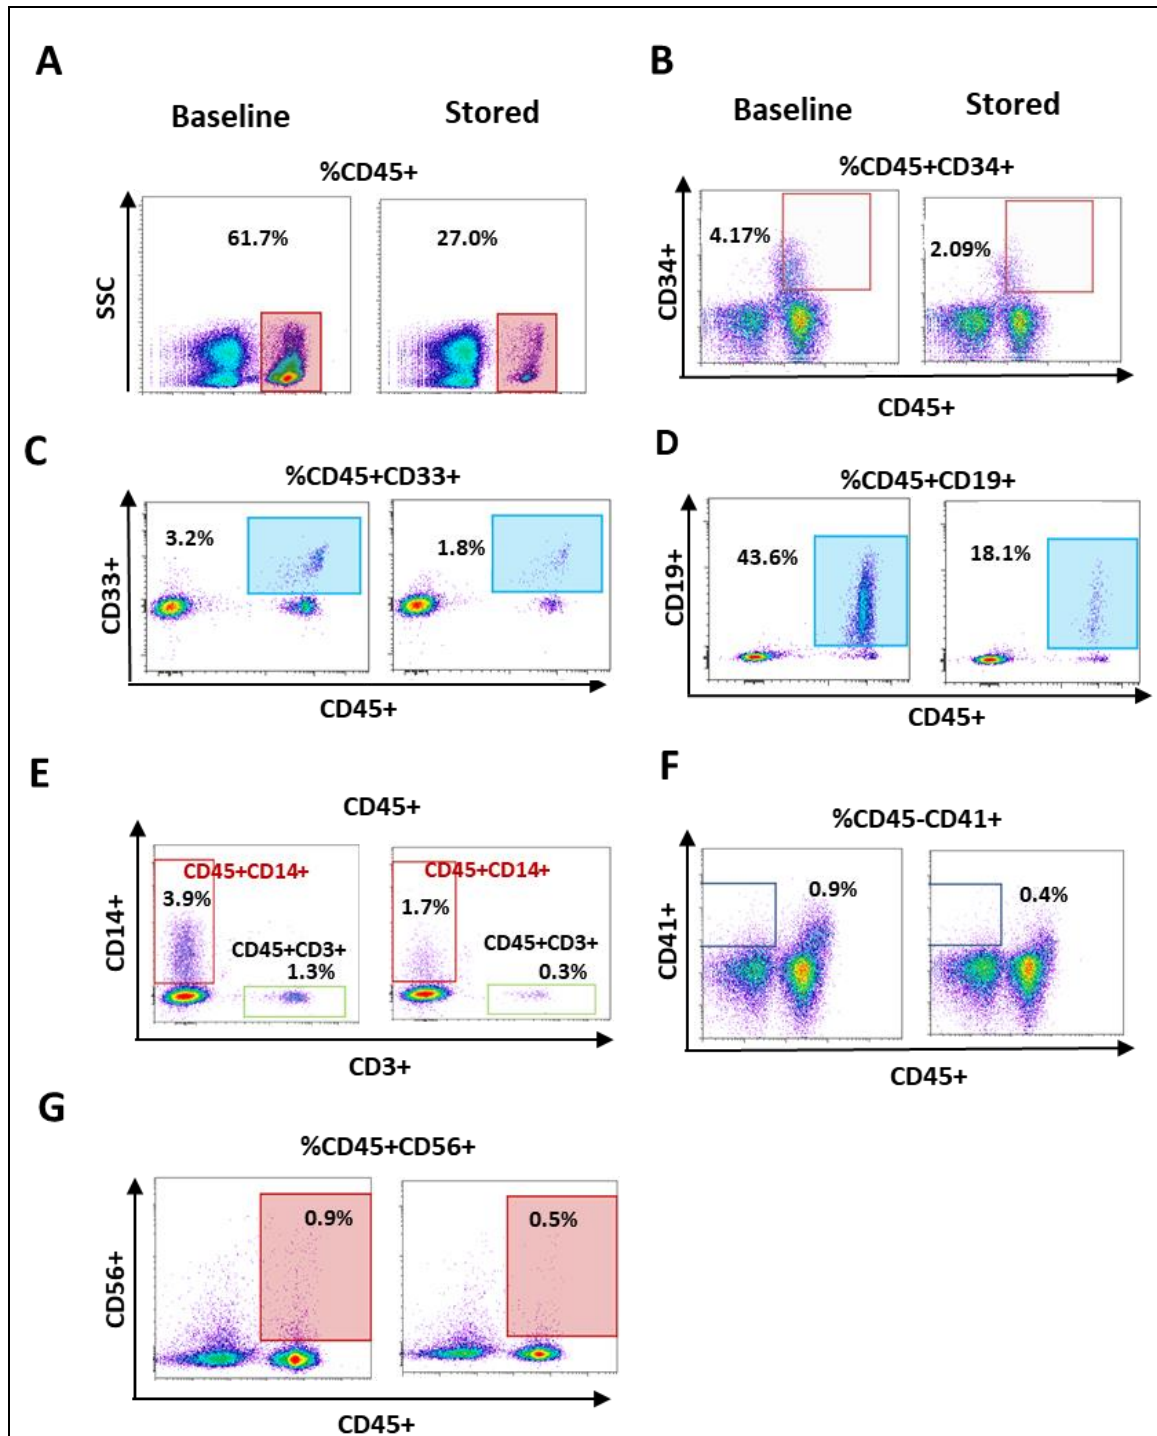 A
B
Baseline
Stored
Baseline
Stored
%CD45+
%CD45+CD34+
SSC
61.7%
27.0%
CD34+
4.17%
2.09%
CD45+
C
D
%CD45+CD33+
%CD45+CD19+
CD33+
3.2%
1.8%
CD19+
43.6%
18.1%
CD45+
CD45+
E
F
CD45+
%CD45-CD41+
CD14+
CD45+CD14+
3.9%
CD45+CD3+
1.3%
CD45+CD14+
1.7%
CD45+CD3+
0.3%
CD41+
0.9%
0.4%
CD3+
CD45+
G
%CD45+CD56+
CD56+
0.9%
0.5%
CD45+